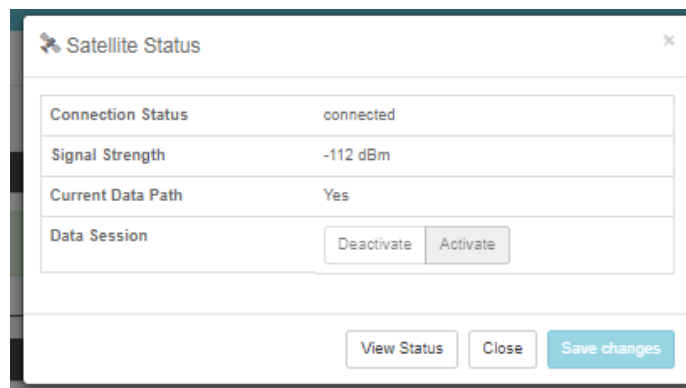 Satellite Status ×
Connection Status connected
Signal Strength -112 dBm
Current Data Path Yes
Data Session Deactivate Activate
View Status Close Save changes